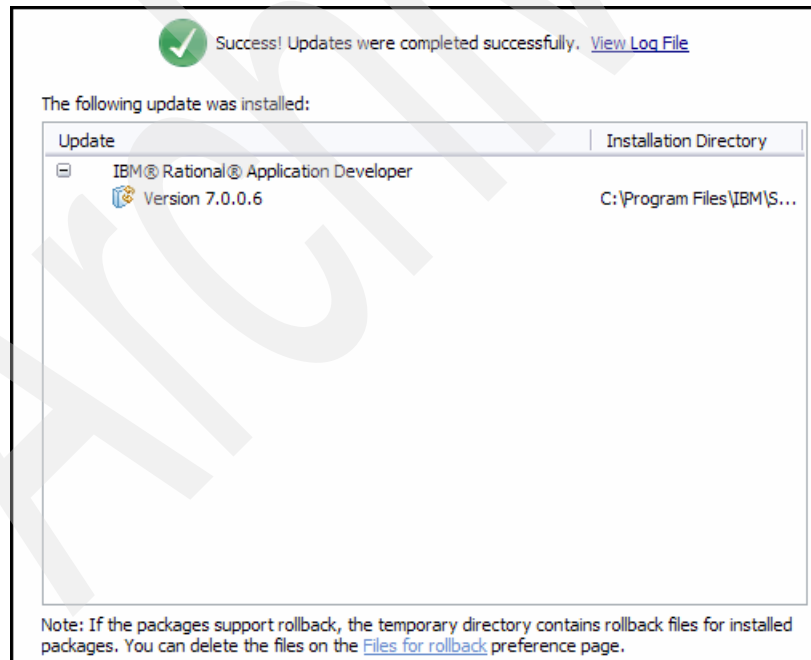 Success! Updates were completed successfully. View Log File
The following update was installed:
Update Installation Directory
IBM® Rational® Application Developer
Version 7.0.0.6 C:\Program Files\IBM\S...
Note: If the packages support rollback, the temporary directory contains rollback files for installed
packages. You can delete the files on the Files for rollback preference page.